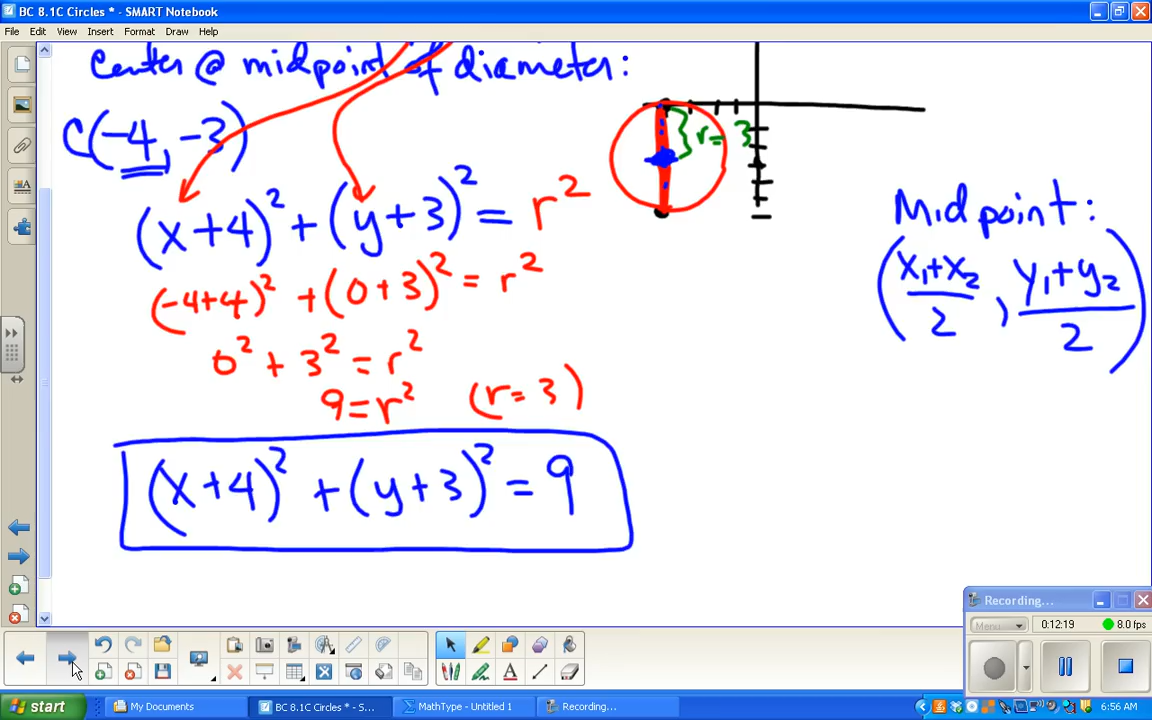 BC 8.1C Circles * - SMART Notebook
File Edit View Insert Format Draw Help
Center @ midpoint of diameter:
C(-4, -3)
r = 3
(x+4)² + (y+3)² = r²
Midpoint:
(x₁+x₂/2, y₁+y₂/2)
(-4+4)² + (0+3)² = r²
0² + 3² = r²
9 = r² (r = 3)
(x+4)² + (y+3)² = 9
Recording...
Menu
0:12:19
8.0 fps
start
My Documents
BC 8.1C Circles * - S...
MathType - Untitled 1
Recording...
6:56 AM